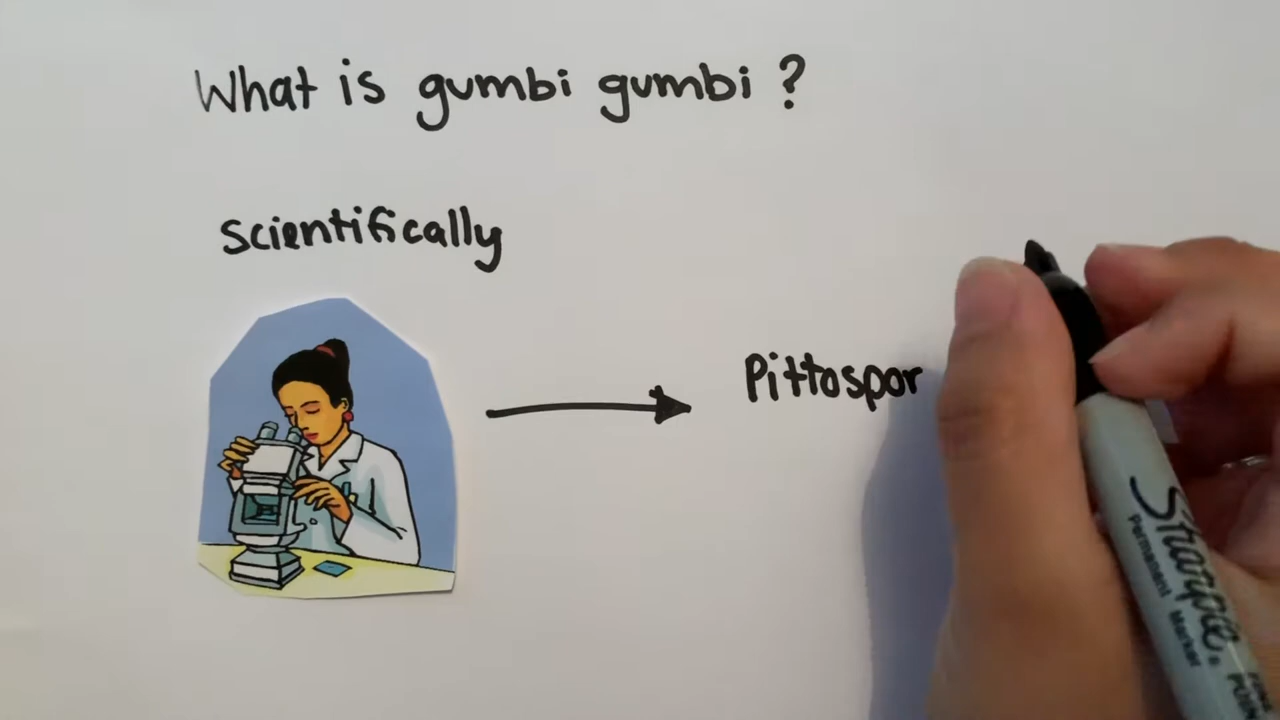 What is gumbi gumbi ?
Scientifically
Pittospor
Sharpie
Permanent Marker